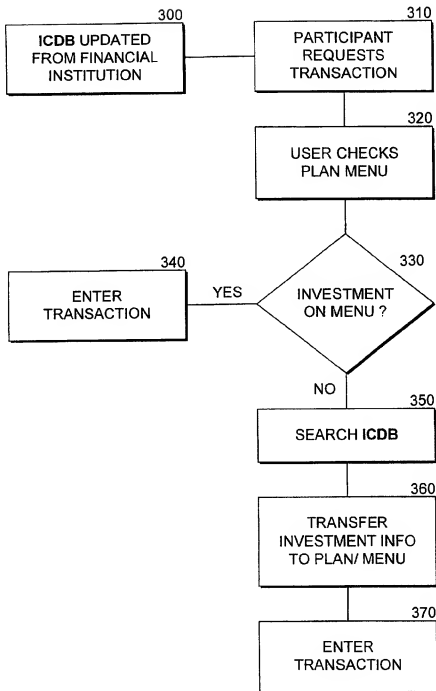 300
ICDB UPDATED
FROM FINANCIAL
INSTITUTION
310
PARTICIPANT
REQUESTS
TRANSACTION
320
USER CHECKS
PLAN MENU
330
INVESTMENT
ON MENU ?
YES
340
ENTER
TRANSACTION
NO
350
SEARCH ICDB
360
TRANSFER
INVESTMENT INFO
TO PLAN/ MENU
370
ENTER
TRANSACTION